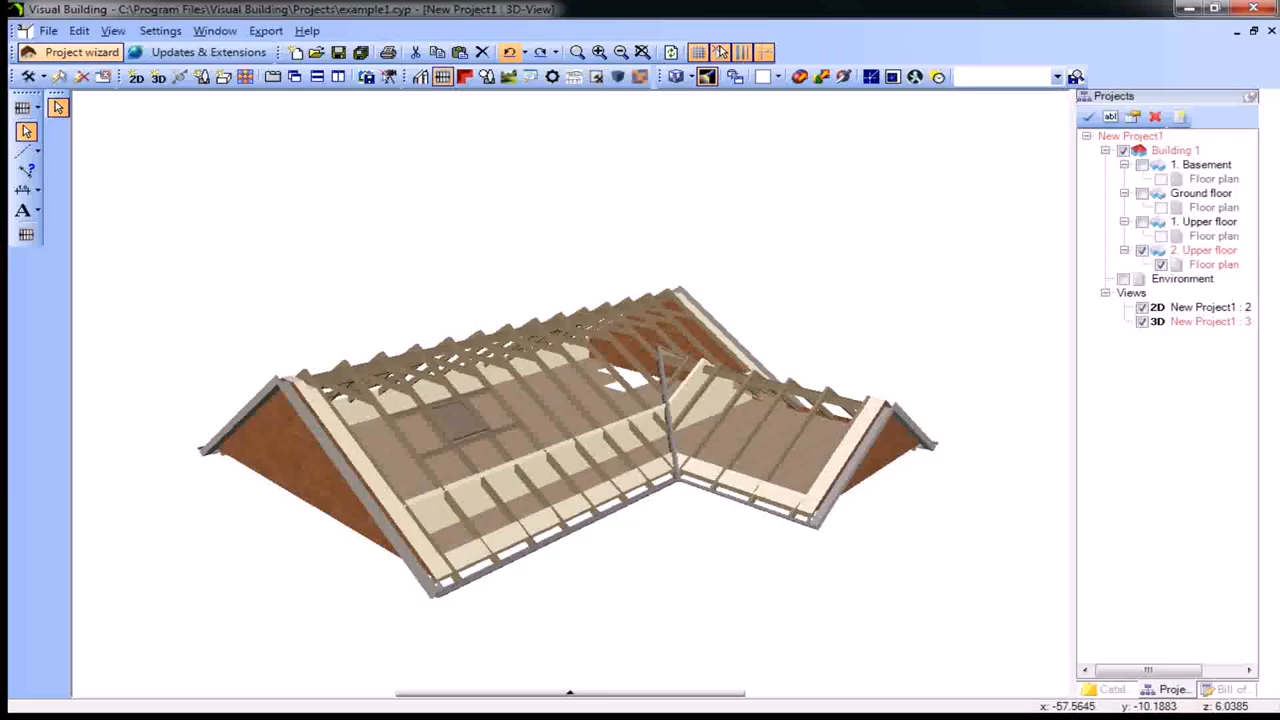 Visual Building - C:\Program Files\Visual Building\Projects\example1.cyp - [New Project1 : 3D-View]
File Edit View Settings Window Export Help
Project wizard Updates & Extensions
2D 3D
Projects
abl
New Project1
Building 1
1. Basement
Floor plan
Ground floor
Floor plan
1. Upper floor
Floor plan
2. Upper floor
Floor plan
Environment
Views
2D New Project1 : 2
3D New Project1 : 3
A
Catal. Proje... Bill of.
x: -57.5645 y: -10.1883 z: 6.0385